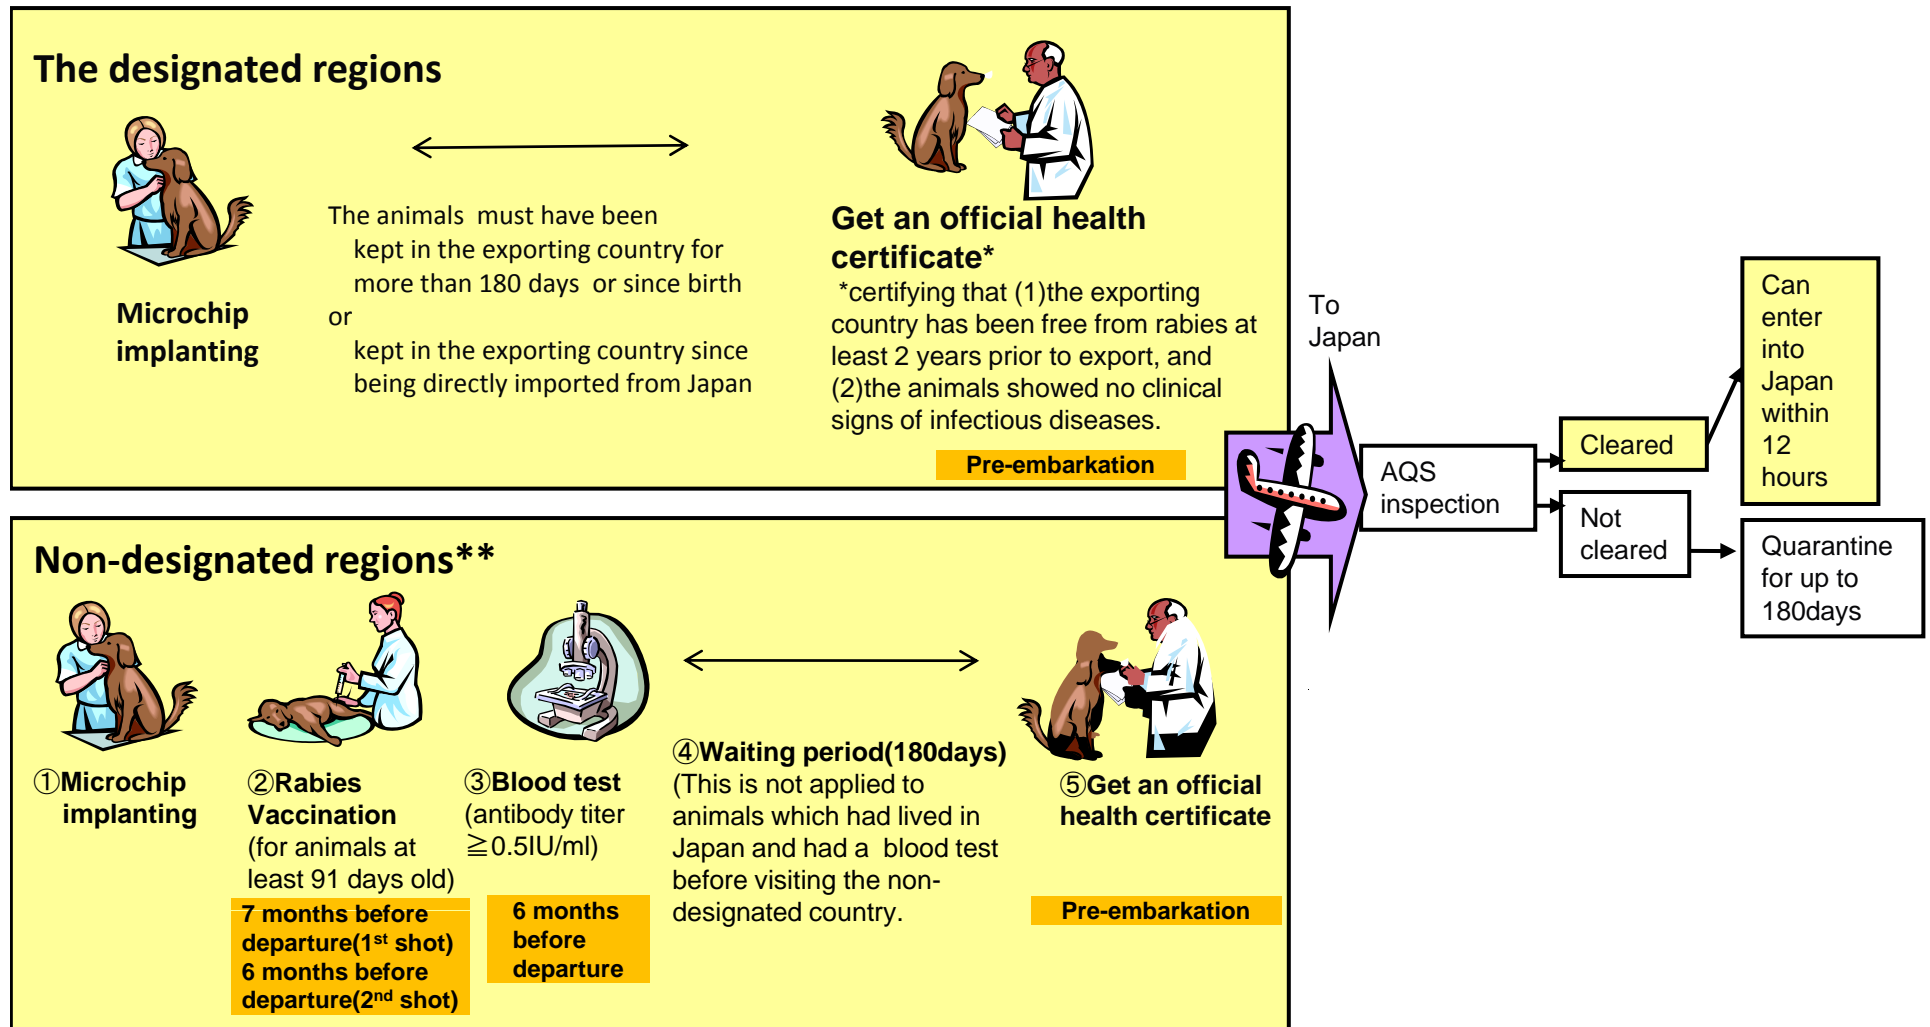 The designated regions
Microchip
implanting
The animals  must have been
kept in the exporting country for
more than 180 days  or since birth
or
kept in the exporting country since
being directly imported from Japan
Get an official health
certificate*
*certifying that (1)the exporting
country has been free from rabies at
least 2 years prior to export, and
(2)the animals showed no clinical
signs of infectious diseases.
Pre-embarkation
Non-designated regions**
①Microchip
implanting
②Rabies
Vaccination
(for animals at
least 91 days old)
7 months before
departure(1st shot)
6 months before
departure(2nd shot)
③Blood test
(antibody titer
≧0.5IU/ml)
6 months
before
departure
④Waiting period(180days)
(This is not applied to
animals which had lived in
Japan and had a  blood test
before visiting the non-
designated country.
⑤Get an official
health certificate
Pre-embarkation
To
Japan
AQS
inspection
Cleared
Not
cleared
Can
enter
into
Japan
within
12
hours
Quarantine
for up to
180days